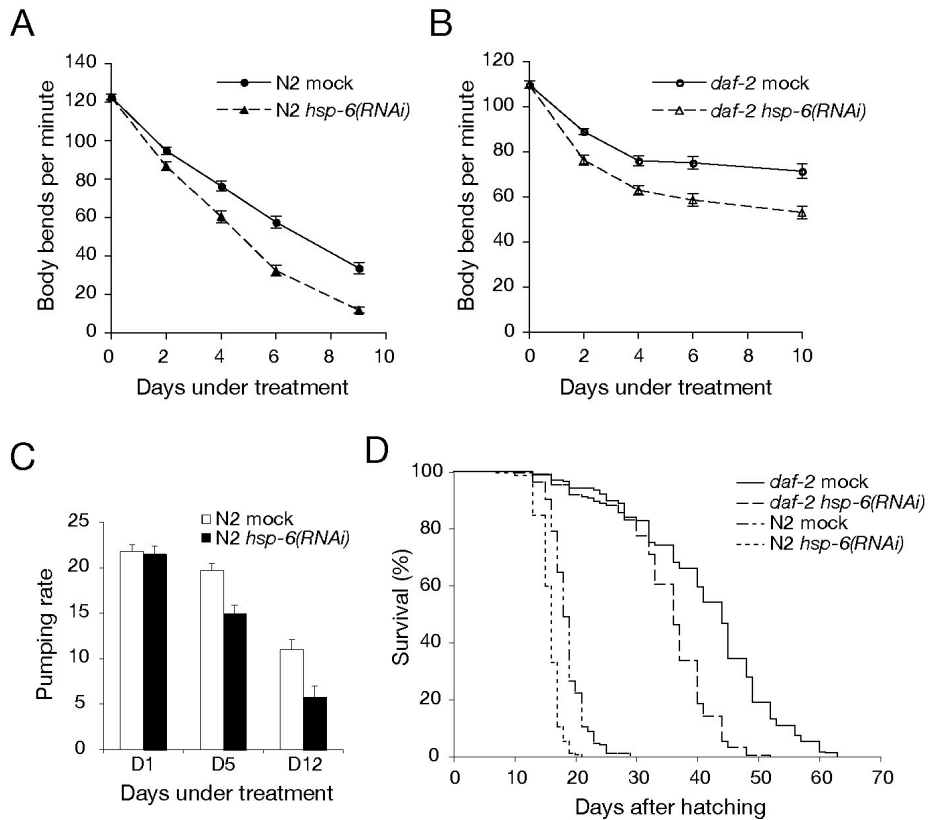 A
Body bends per minute
140
120
100
80
60
40
20
0
0 2 4 6 8 10
Days under treatment
N2 mock
N2 hsp-6(RNAi)
B
Body bends per minute
120
100
80
60
40
20
0
0 2 4 6 8 10
Days under treatment
daf-2 mock
daf-2 hsp-6(RNAi)
C
Pumping rate
25
20
15
10
5
0
D1 D5 D12
Days under treatment
N2 mock
N2 hsp-6(RNAi)
D
Survival (%)
100
80
60
40
20
0
0 10 20 30 40 50 60 70
Days after hatching
daf-2 mock
daf-2 hsp-6(RNAi)
N2 mock
N2 hsp-6(RNAi)